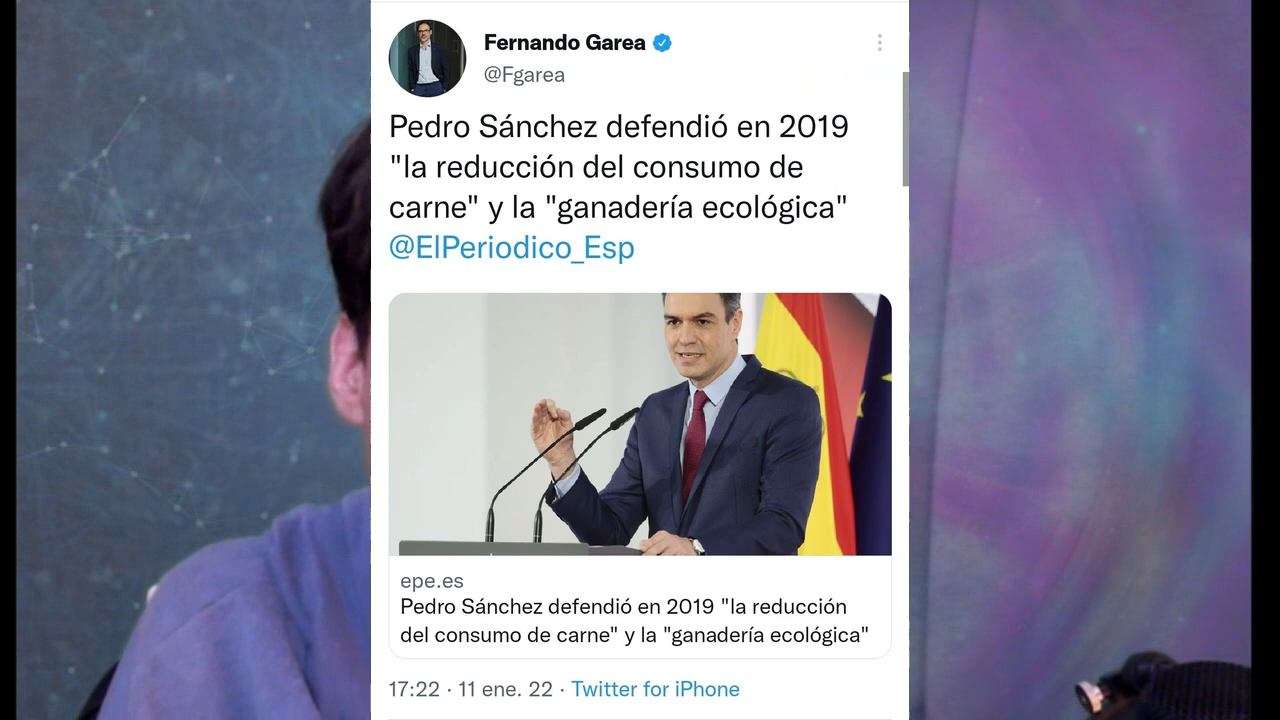 Fernando Garea
@Fgarea
Pedro Sánchez defendió en 2019
"la reducción del consumo de
carne" y la "ganadería ecológica"
@ElPeriodico_Esp
epe.es
Pedro Sánchez defendió en 2019 "la reducción
del consumo de carne" y la "ganadería ecológica"
17:22 · 11 ene. 22 · Twitter for iPhone